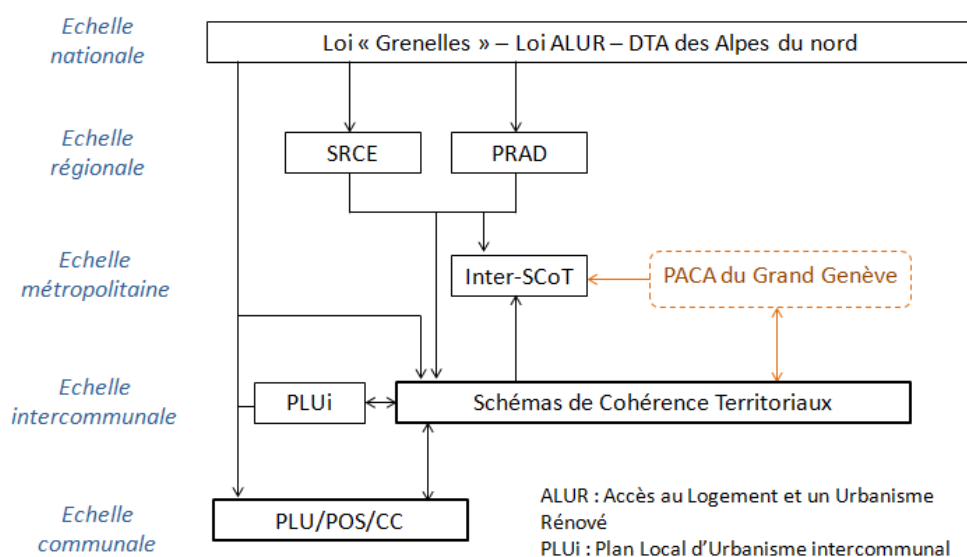 Echelle
nationale
Loi « Grenelles » – Loi ALUR – DTA des Alpes du nord
Echelle
régionale
SRCE
PRAD
Echelle
métropolitaine
Inter-SCoT
PACA du Grand Genève
Echelle
intercommunale
PLUi
Schémas de Cohérence Territoriaux
Echelle
communale
PLU/POS/CC
ALUR : Accès au Logement et un Urbanisme
Rénové
PLUi : Plan Local d'Urbanisme intercommunal